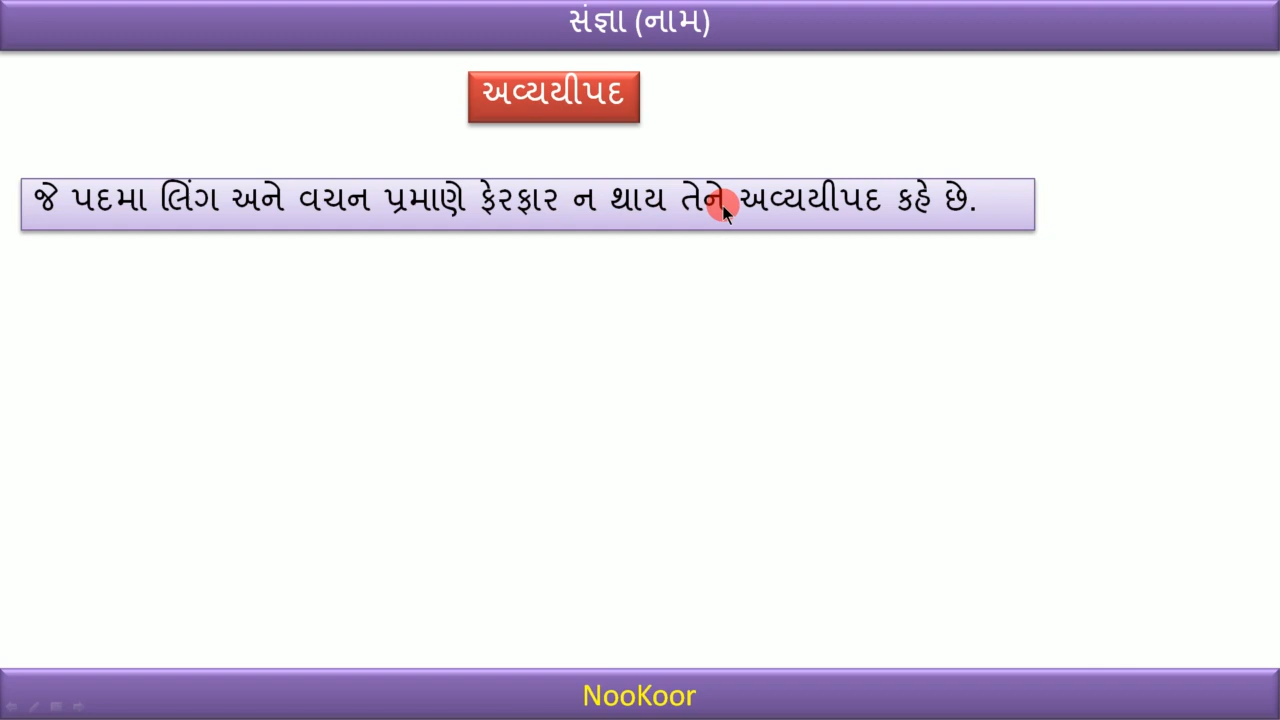 સંજ્ઞા (નામ)
અવ્યયીપદ
જે પદમા લિંગ અને વચન પ્રમાણે ફેરફાર ન થાય તેને અવ્યયીપદ કહે છે.
NooKoor